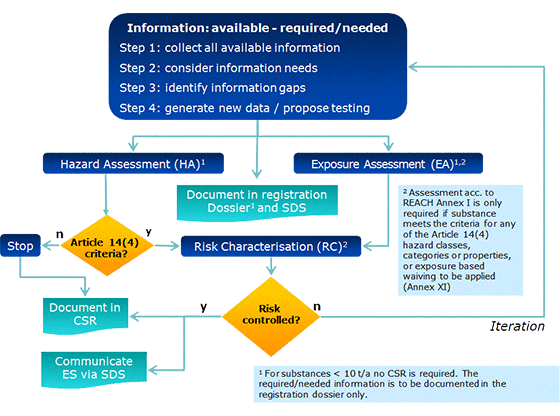 Information: available - required/needed
Step 1: collect all available information
Step 2: consider information needs
Step 3: identify information gaps
Step 4: generate new data / propose testing
Hazard Assessment (HA)¹
Exposure Assessment (EA)¹,²
Document in registration
Dossier¹ and SDS
² Assessment acc. to
REACH Annex I is only
required if substance
meets the criteria for any
of the Article 14(4)
hazard classes,
categories or properties,
or exposure based
waiving to be applied
(Annex XI)
n
y
Stop
Article 14(4)
criteria?
Risk Characterisation (RC)²
Document in
CSR
y
Risk
controlled?
n
Iteration
Communicate
ES via SDS
¹ For substances < 10 t/a no CSR is required. The
required/needed information is to be documented in the
registration dossier only.